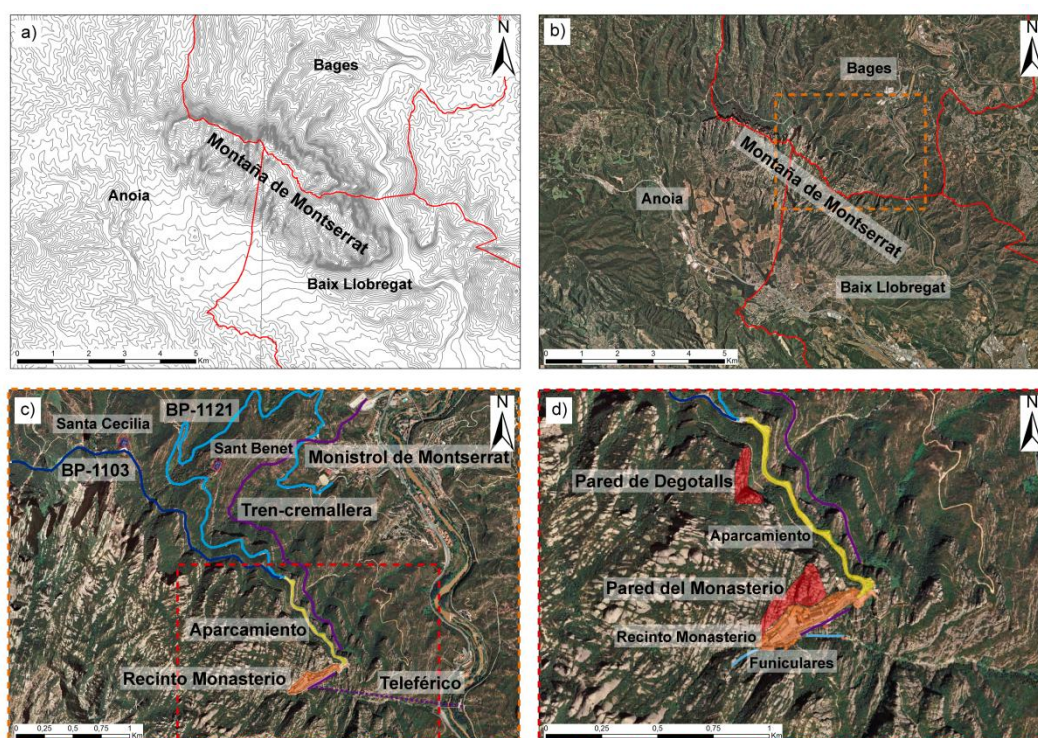 a)
N
Bages
Montaña de Montserrat
Anoia
Baix Llobregat
0 1 2 3 4 5
Km
b)
N
Bages
Montaña de Montserrat
Anoia
Baix Llobregat
0 1 2 3 4 5
Km
c)
N
BP-1121
Santa Cecilia
Sant Benet
Monistrol de Montserrat
BP-1103
Tren-cremallera
Aparcamiento
Recinto Monasterio
Teleférico
0 0,25 0,5 0,75 1
Km
d)
N
Pared de Degotalls
Aparcamiento
Pared del Monasterio
Recinto Monasterio
Funiculares
0 0,25 0,5 0,75 1
Km